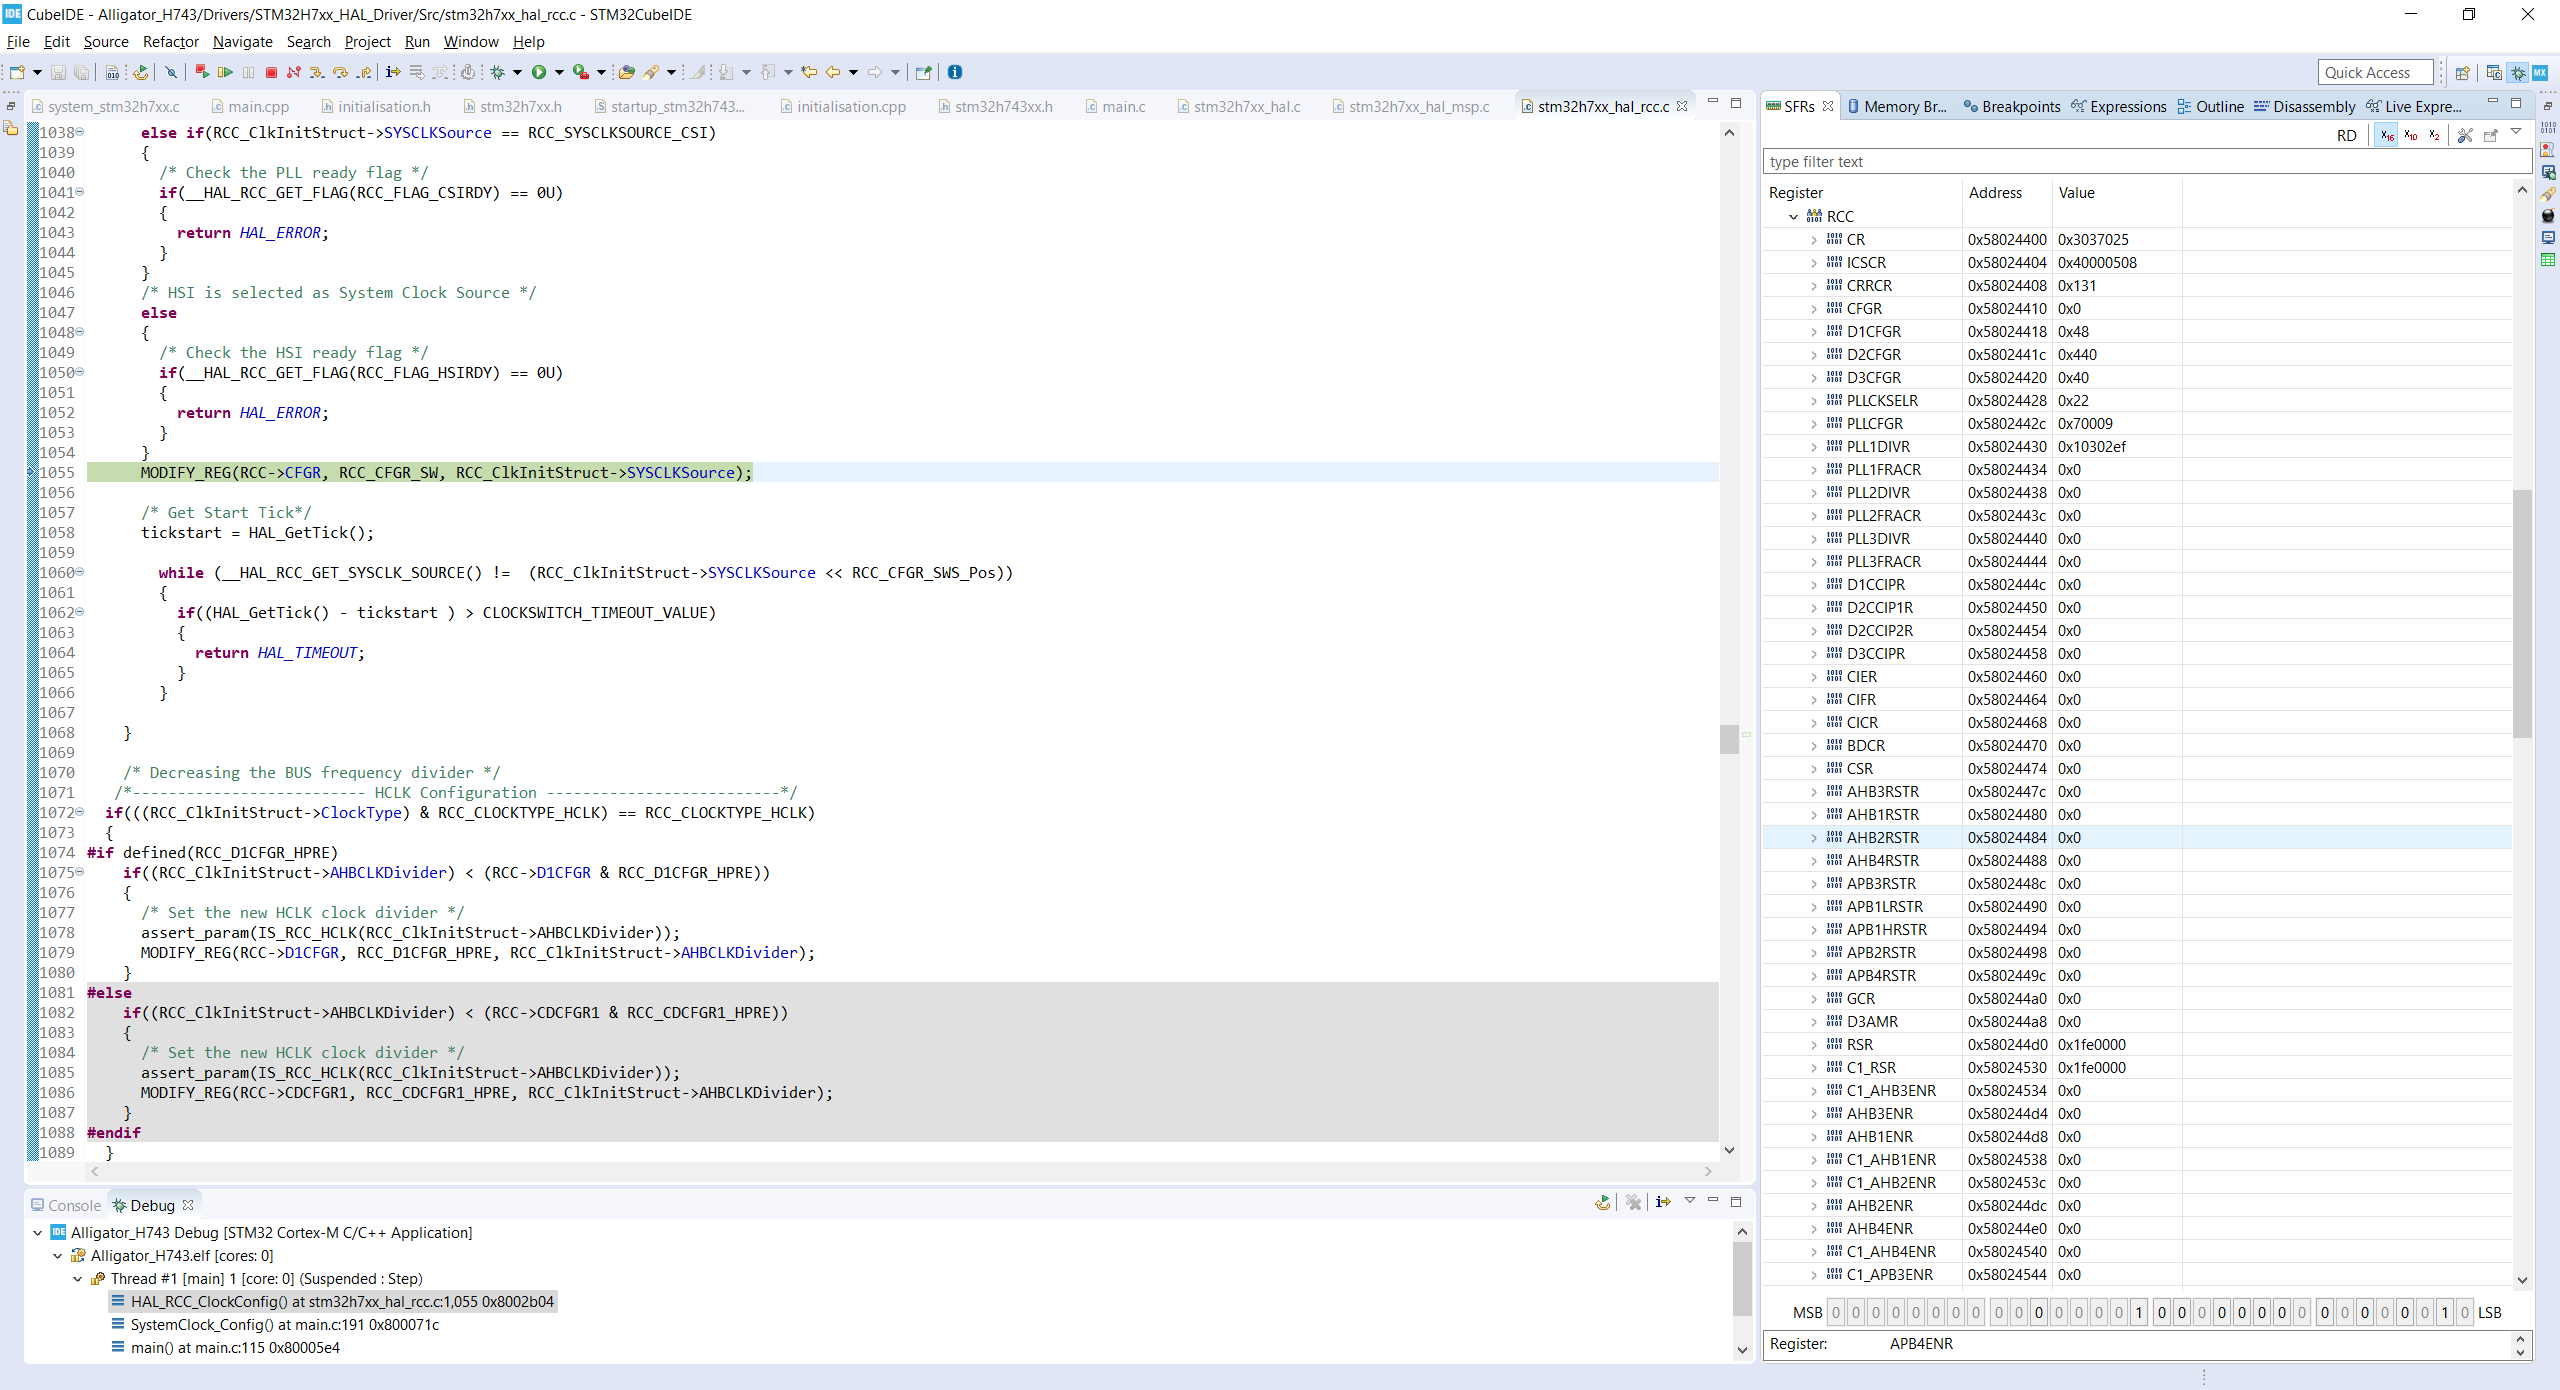 CubeIDE - Alligator_H743/Drivers/STM32H7xx_HAL_Driver/Src/stm32h7xx_hal_rcc.c - STM32CubeIDE
File Edit Source Refactor Navigate Search Project Run Window Help
Quick Access
system_stm32h7xx.c main.cpp initialisation.h stm32h7xx.h startup_stm32h743... initialisation.cpp stm32h743xx.h main.c stm32h7xx_hal.c stm32h7xx_hal_msp.c stm32h7xx_hal_rcc.c
1038 else if(RCC_ClkInitStruct->SYSCLKSource == RCC_SYSCLKSOURCE_CSI)
1039 {
1040 /* Check the PLL ready flag */
1041 if(__HAL_RCC_GET_FLAG(RCC_FLAG_CSIRDY) == 0U)
1042 {
1043 return HAL_ERROR;
1044 }
1045 }
1046 /* HSI is selected as System Clock Source */
1047 else
1048 {
1049 /* Check the HSI ready flag */
1050 if(__HAL_RCC_GET_FLAG(RCC_FLAG_HSIRDY) == 0U)
1051 {
1052 return HAL_ERROR;
1053 }
1054 }
1055 MODIFY_REG(RCC->CFGR, RCC_CFGR_SW, RCC_ClkInitStruct->SYSCLKSource);
1056
1057 /* Get Start Tick*/
1058 tickstart = HAL_GetTick();
1059
1060 while (__HAL_RCC_GET_SYSCLK_SOURCE() != (RCC_ClkInitStruct->SYSCLKSource << RCC_CFGR_SWS_Pos))
1061 {
1062 if((HAL_GetTick() - tickstart ) > CLOCKSWITCH_TIMEOUT_VALUE)
1063 {
1064 return HAL_TIMEOUT;
1065 }
1066 }
1067
1068 }
1069
1070 /* Decreasing the BUS frequency divider */
1071 /*-------------------------- HCLK Configuration --------------------------*/
1072 if(((RCC_ClkInitStruct->ClockType) & RCC_CLOCKTYPE_HCLK) == RCC_CLOCKTYPE_HCLK)
1073 {
1074 #if defined(RCC_D1CFGR_HPRE)
1075 if((RCC_ClkInitStruct->AHBCLKDivider) < (RCC->D1CFGR & RCC_D1CFGR_HPRE))
1076 {
1077 /* Set the new HCLK clock divider */
1078 assert_param(IS_RCC_HCLK(RCC_ClkInitStruct->AHBCLKDivider));
1079 MODIFY_REG(RCC->D1CFGR, RCC_D1CFGR_HPRE, RCC_ClkInitStruct->AHBCLKDivider);
1080 }
1081 #else
1082 if((RCC_ClkInitStruct->AHBCLKDivider) < (RCC->CDCFGR1 & RCC_CDCFGR1_HPRE))
1083 {
1084 /* Set the new HCLK clock divider */
1085 assert_param(IS_RCC_HCLK(RCC_ClkInitStruct->AHBCLKDivider));
1086 MODIFY_REG(RCC->CDCFGR1, RCC_CDCFGR1_HPRE, RCC_ClkInitStruct->AHBCLKDivider);
1087 }
1088 #endif
1089 }
Console Debug
Alligator_H743 Debug [STM32 Cortex-M C/C++ Application]
Alligator_H743.elf [cores: 0]
Thread #1 [main] 1 [core: 0] (Suspended : Step)
HAL_RCC_ClockConfig() at stm32h7xx_hal_rcc.c:1,055 0x8002b04
SystemClock_Config() at main.c:191 0x800071c
main() at main.c:115 0x80005e4
SFRs Memory Br... Breakpoints Expressions Outline Disassembly Live Expre...
RD X16 X10 X2
type filter text
Register Address Value
RCC
CR 0x58024400 0x3037025
ICSCR 0x58024404 0x40000508
CRRCR 0x58024408 0x131
CFGR 0x58024410 0x0
D1CFGR 0x58024418 0x48
D2CFGR 0x5802441c 0x440
D3CFGR 0x58024420 0x40
PLLCKSELR 0x58024428 0x22
PLLCFGR 0x5802442c 0x70009
PLL1DIVR 0x58024430 0x10302ef
PLL1FRACR 0x58024434 0x0
PLL2DIVR 0x58024438 0x0
PLL2FRACR 0x5802443c 0x0
PLL3DIVR 0x58024440 0x0
PLL3FRACR 0x58024444 0x0
D1CCIPR 0x5802444c 0x0
D2CCIP1R 0x58024450 0x0
D2CCIP2R 0x58024454 0x0
D3CCIPR 0x58024458 0x0
CIER 0x58024460 0x0
CIFR 0x58024464 0x0
CICR 0x58024468 0x0
BDCR 0x58024470 0x0
CSR 0x58024474 0x0
AHB3RSTR 0x5802447c 0x0
AHB1RSTR 0x58024480 0x0
AHB2RSTR 0x58024484 0x0
AHB4RSTR 0x58024488 0x0
APB3RSTR 0x5802448c 0x0
APB1LRSTR 0x58024490 0x0
APB1HRSTR 0x58024494 0x0
APB2RSTR 0x58024498 0x0
APB4RSTR 0x5802449c 0x0
GCR 0x580244a0 0x0
D3AMR 0x580244a8 0x0
RSR 0x580244d0 0x1fe0000
C1_RSR 0x58024530 0x1fe0000
C1_AHB3ENR 0x58024534 0x0
AHB3ENR 0x580244d4 0x0
AHB1ENR 0x580244d8 0x0
C1_AHB1ENR 0x58024538 0x0
C1_AHB2ENR 0x5802453c 0x0
AHB2ENR 0x580244dc 0x0
AHB4ENR 0x580244e0 0x0
C1_AHB4ENR 0x58024540 0x0
C1_APB3ENR 0x58024544 0x0
MSB 0 0 0 0 0 0 0 0 0 0 0 0 0 0 0 1 0 0 0 0 0 0 0 0 0 0 0 0 0 0 1 0 LSB
Register: APB4ENR